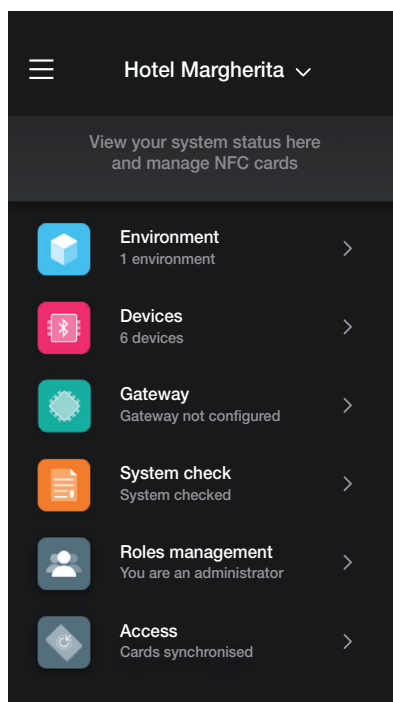 Hotel Margherita
View your system status here
and manage NFC cards
Environment
1 environment
Devices
6 devices
Gateway
Gateway not configured
System check
System checked
Roles management
You are an administrator
Access
Cards synchronised